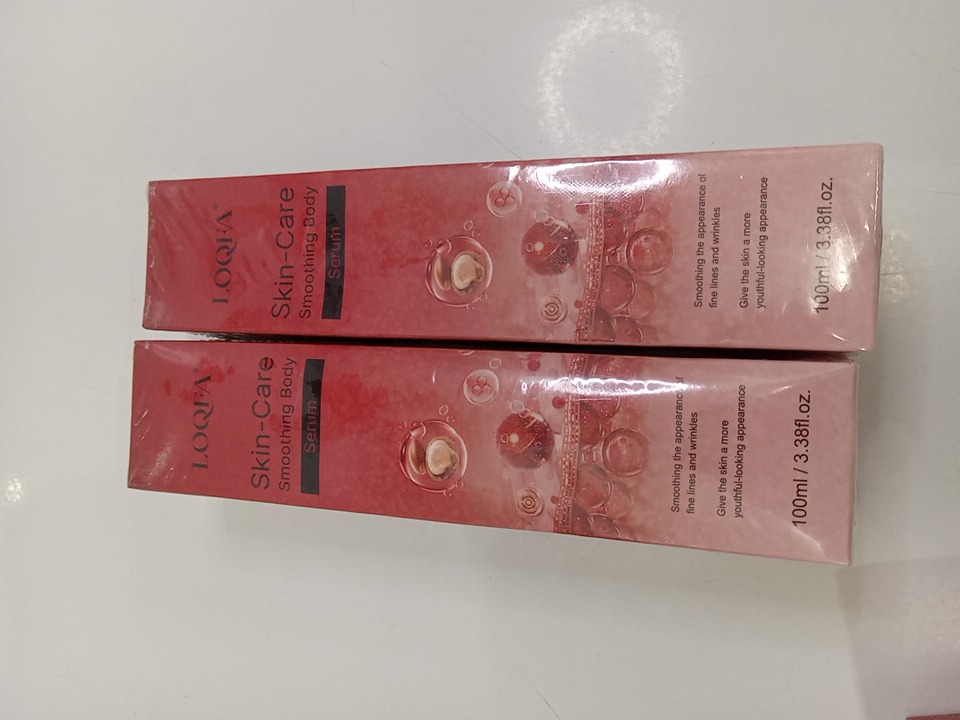 LOQFA
Skin-Care
Smoothing Body
Serum
Smoothing the appearance of
fine lines and wrinkles
Give the skin a more
youthful-looking appearance
100ml / 3.38fl.oz.
LOQFA
Skin-Care
Smoothing Body
Serum
Smoothing the appearance of
fine lines and wrinkles
Give the skin a more
youthful-looking appearance
100ml / 3.38fl.oz.